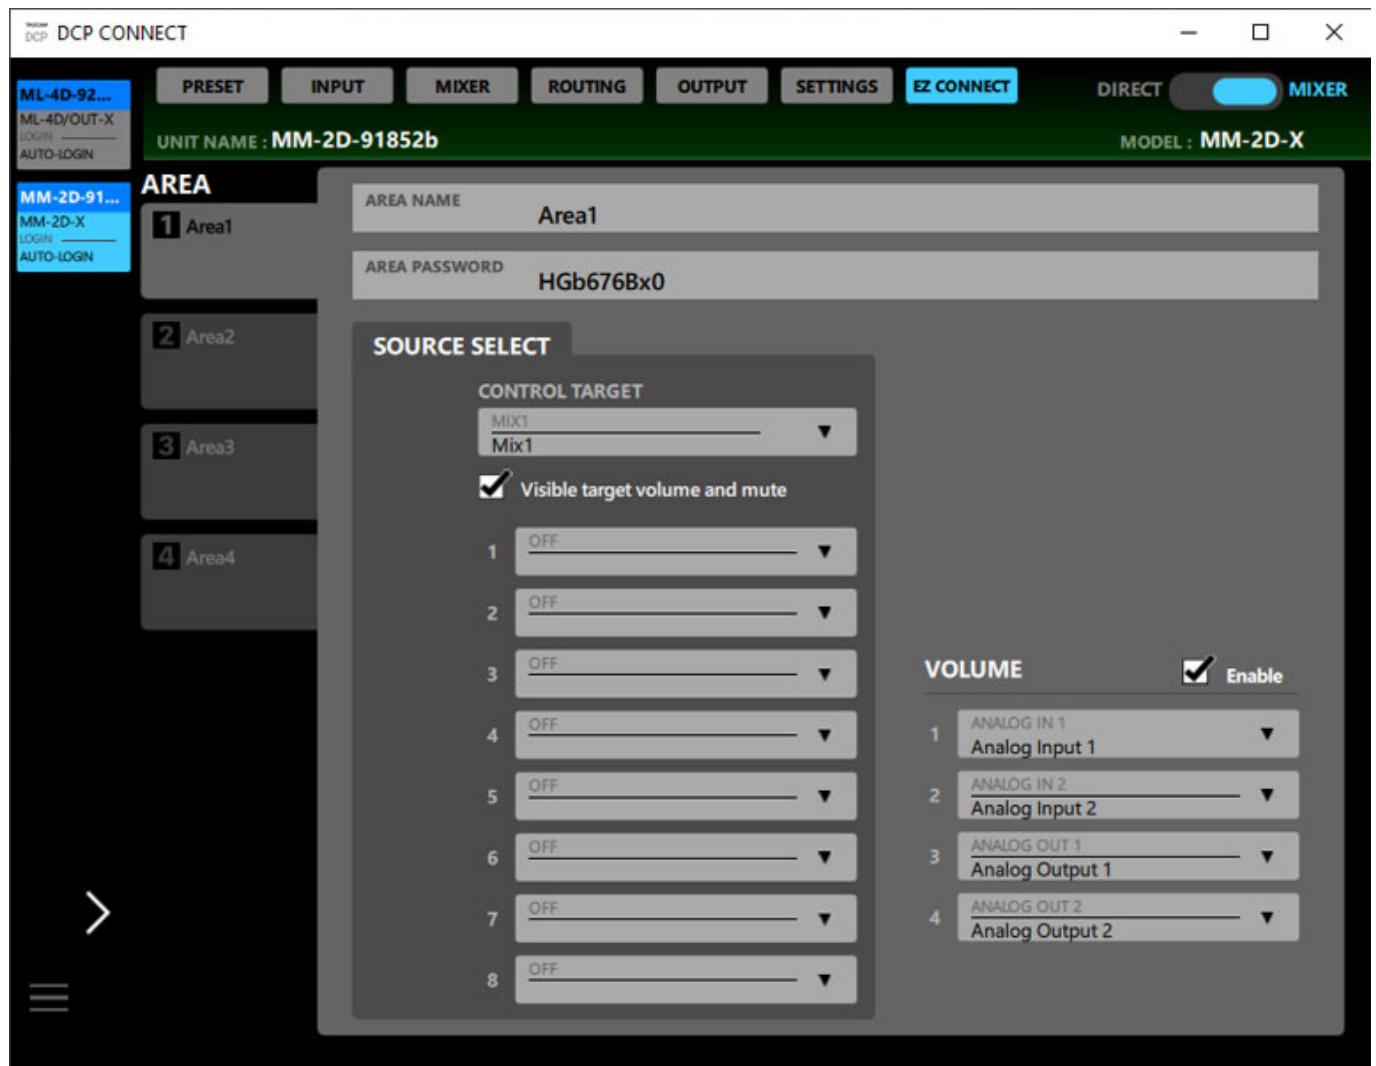 TASCAM
DCP DCP CONNECT
PRESET INPUT MIXER ROUTING OUTPUT SETTINGS EZ CONNECT DIRECT MIXER
UNIT NAME : MM-2D-91852b MODEL : MM-2D-X
ML-4D-92...
ML-4D/OUT-X
LOGIN
AUTO-LOGIN
MM-2D-91...
MM-2D-X
LOGIN
AUTO-LOGIN
AREA
1 Area1
2 Area2
3 Area3
4 Area4
AREA NAME
Area1
AREA PASSWORD
HGb676Bx0
SOURCE SELECT
CONTROL TARGET
MIX1
Mix1
Visible target volume and mute
1 OFF
2 OFF
3 OFF
4 OFF
5 OFF
6 OFF
7 OFF
8 OFF
VOLUME Enable
1 ANALOG IN 1
Analog Input 1
2 ANALOG IN 2
Analog Input 2
3 ANALOG OUT 1
Analog Output 1
4 ANALOG OUT 2
Analog Output 2